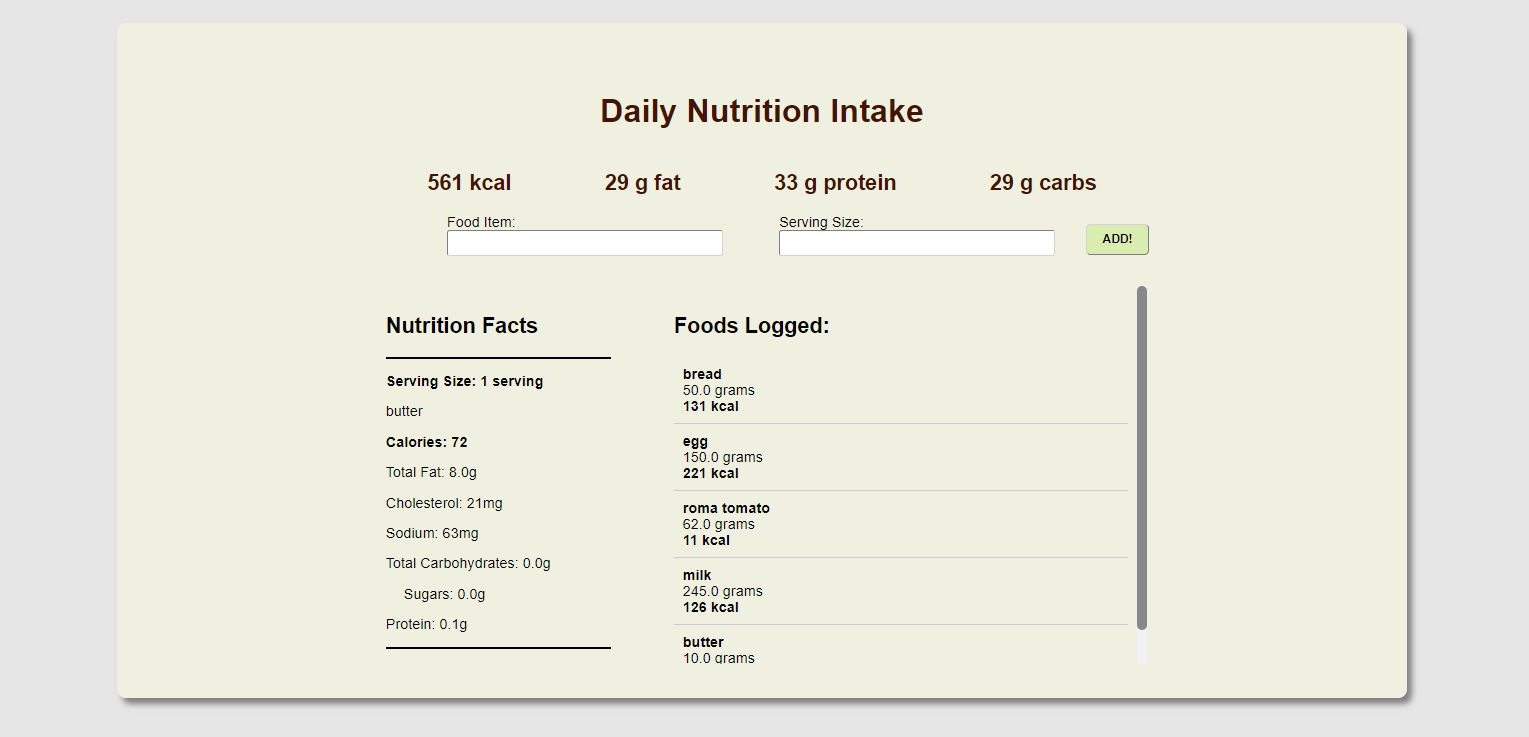 Daily Nutrition Intake
561 kcal 29 g fat 33 g protein 29 g carbs
Food Item:
Serving Size:
ADD!
Nutrition Facts
Serving Size: 1 serving
butter
Calories: 72
Total Fat: 8.0g
Cholesterol: 21mg
Sodium: 63mg
Total Carbohydrates: 0.0g
Sugars: 0.0g
Protein: 0.1g
Foods Logged:
bread
50.0 grams
131 kcal
egg
150.0 grams
221 kcal
roma tomato
62.0 grams
11 kcal
milk
245.0 grams
126 kcal
butter
10.0 grams